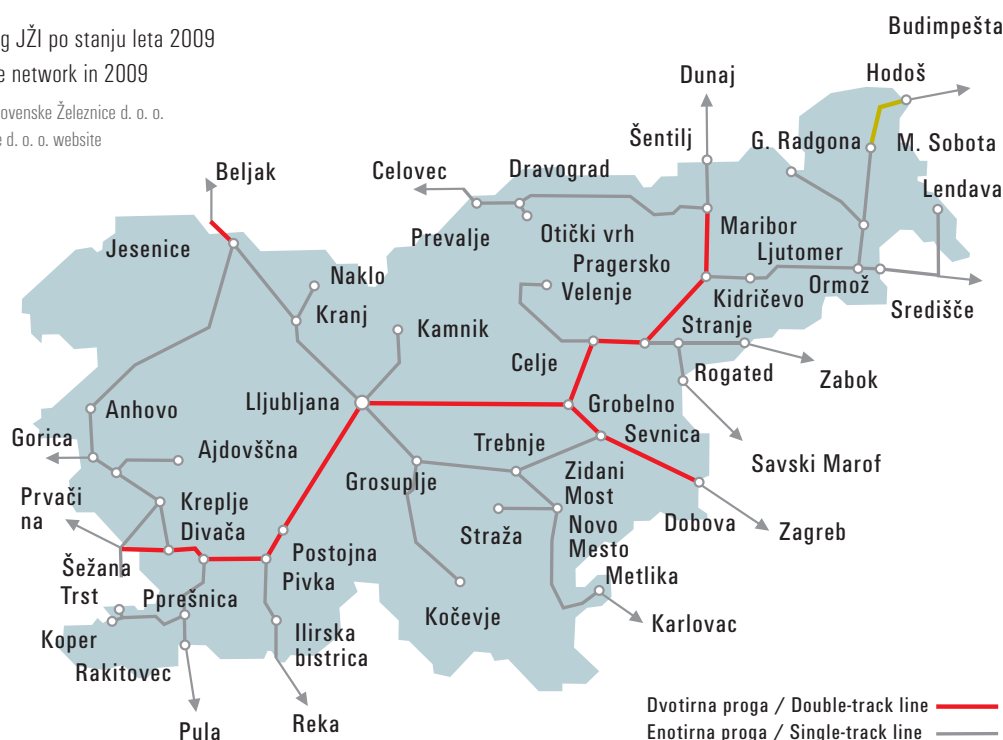 g JŽI po stanju leta 2009
e network in 2009
ovenske Železnice d. o. o.
e d. o. o. website
Budimpešta
Hodoš
Dunaj
Šentilj
G. Radgona
M. Sobota
Beljak
Celovec
Dravograd
Lendava
Jesenice
Prevalje
Otički vrh
Maribor
Ljutomer
Naklo
Pragersko
Velenje
Kidričevo
Ormož
Središče
Kranj
Kamnik
Stranje
Celje
Rogated
Zabok
Anhovo
Lljubljana
Grobelno
Gorica
Ajdovščna
Trebnje
Sevnica
Savski Marof
Grosuplje
Zidani
Most
Prvači
na
Kreplje
Divača
Straža
Novo
Mesto
Dobova
Zagreb
Postojna
Šežana
Pivka
Trst
Pprešnica
Metlika
Kočevje
Karlovac
Koper
Ilirska
bistrica
Rakitovec
Pula
Reka
Dvotirna proga / Double-track line
Enotirna proga / Single-track line